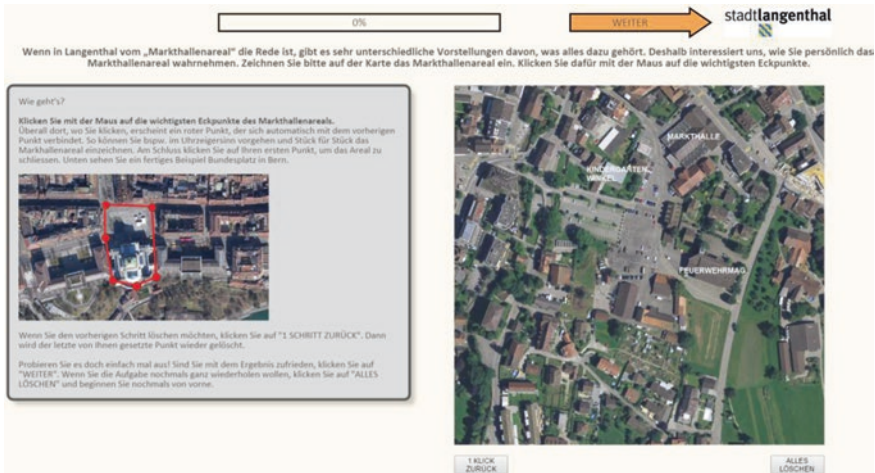 0%
WEITER
stadtlangenthal
Wenn in Langenthal vom „Markthallenareal" die Rede ist, gibt es sehr unterschiedliche Vorstellungen davon, was alles dazu gehört. Deshalb interessiert uns, wie Sie persönlich das
Markthallenareal wahrnehmen. Zeichnen Sie bitte auf der Karte das Markthallenareal ein. Klicken Sie dafür mit der Maus auf die wichtigsten Eckpunkte.
Wie geht's?
Klicken Sie mit der Maus auf die wichtigsten Eckpunkte des Markthallenareals.
Überall dort, wo Sie klicken, erscheint ein roter Punkt, der sich automatisch mit dem vorherigen
Punkt verbindet. So können Sie bspw. im Uhrzeigersinn vorgehen und Stück für Stück das
Markhallenareal einzeichnen. Am Schluss klicken Sie auf Ihren ersten Punkt, um das Areal zu
schliessen. Unten sehen Sie ein fertiges Beispiel Bundesplatz in Bern.
Wenn Sie den vorherigen Schritt löschen möchten, klicken Sie auf "1 SCHRITT ZURÜCK". Dann
wird der letzte von Ihnen gesetzte Punkt wieder gelöscht.
Probieren Sie es doch einfach mal aus! Sind Sie mit dem Ergebnis zufrieden, klicken Sie auf
"WEITER". Wenn Sie die Aufgabe nochmals ganz wiederholen wollen, klicken Sie auf "ALLES
LÖSCHEN" und beginnen Sie nochmals von vorne.
MARKTHALLE
KINDERGARTEN
WINKEL
FEUERWEHRMAG.
1 KLICK
ZURÜCK
ALLES
LÖSCHEN